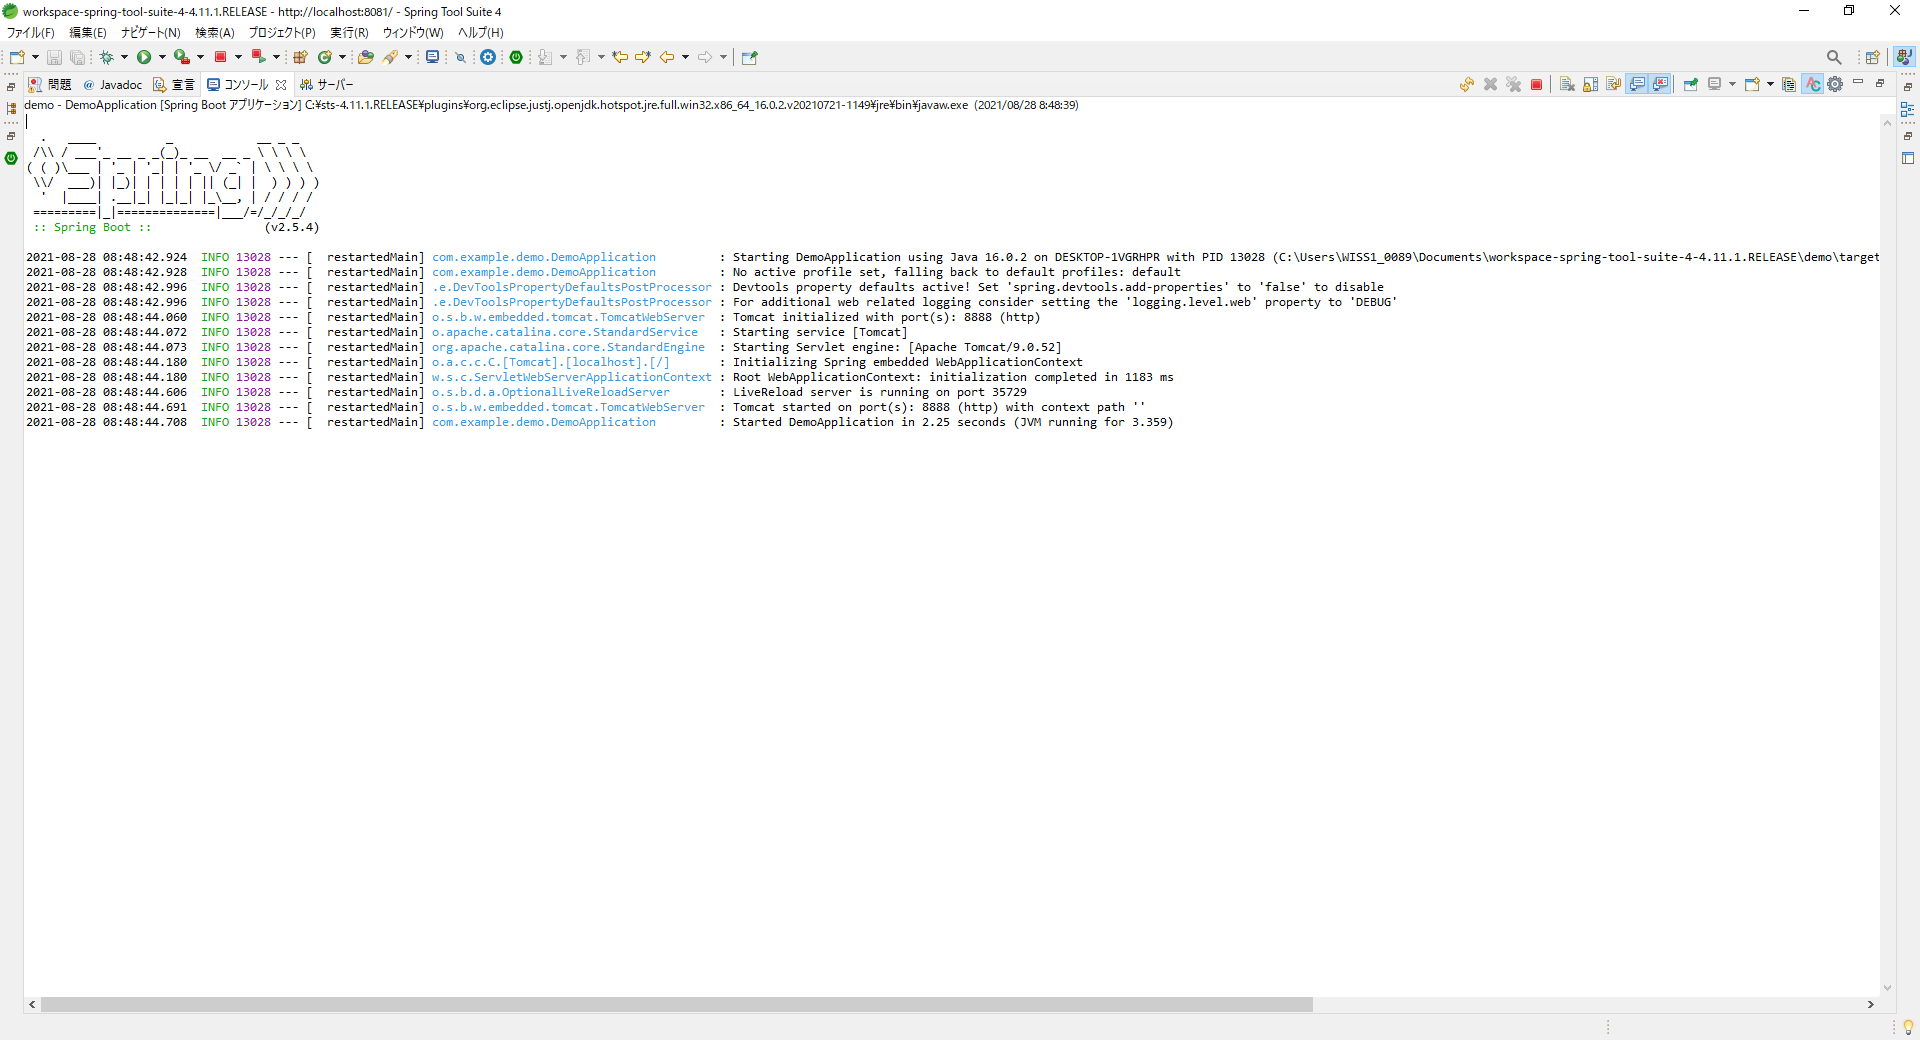 workspace-spring-tool-suite-4-4.11.1.RELEASE - http://localhost:8081/ - Spring Tool Suite 4
ファイル(F) 編集(E) ナビゲート(N) 検索(A) プロジェクト(P) 実行(R) ウィンドウ(W) ヘルプ(H)
問題 @ Javadoc 宣言 コンソール サーバー
demo - DemoApplication [Spring Boot アプリケーション] C:¥sts-4.11.1.RELEASE¥plugins¥org.eclipse.justj.openjdk.hotspot.jre.full.win32.x86_64_16.0.2.v20210721-1149¥jre¥bin¥javaw.exe (2021/08/28 8:48:39)
  .   ____          _            __ _ _
 /\\ / ___'_ __ _ _(_)_ __  __ _ \ \ \ \
( ( )\___ | '_ | '_| | '_ \/ _` | \ \ \ \
 \\/  ___)| |_)| | | | | || (_| |  ) ) ) )
  '  |____| .__|_| |_|_| |_\__, | / / / /
 =========|_|==============|___/=/_/_/_/
 :: Spring Boot ::                (v2.5.4)
2021-08-28 08:48:42.924  INFO 13028 --- [  restartedMain] com.example.demo.DemoApplication         : Starting DemoApplication using Java 16.0.2 on DESKTOP-1VGRHPR with PID 13028 (C:\Users\WISS1_0089\Documents\workspace-spring-tool-suite-4-4.11.1.RELEASE\demo\target
2021-08-28 08:48:42.928  INFO 13028 --- [  restartedMain] com.example.demo.DemoApplication         : No active profile set, falling back to default profiles: default
2021-08-28 08:48:42.996  INFO 13028 --- [  restartedMain] .e.DevToolsPropertyDefaultsPostProcessor : Devtools property defaults active! Set 'spring.devtools.add-properties' to 'false' to disable
2021-08-28 08:48:42.996  INFO 13028 --- [  restartedMain] .e.DevToolsPropertyDefaultsPostProcessor : For additional web related logging consider setting the 'logging.level.web' property to 'DEBUG'
2021-08-28 08:48:44.060  INFO 13028 --- [  restartedMain] o.s.b.w.embedded.tomcat.TomcatWebServer  : Tomcat initialized with port(s): 8888 (http)
2021-08-28 08:48:44.072  INFO 13028 --- [  restartedMain] o.apache.catalina.core.StandardService   : Starting service [Tomcat]
2021-08-28 08:48:44.073  INFO 13028 --- [  restartedMain] org.apache.catalina.core.StandardEngine  : Starting Servlet engine: [Apache Tomcat/9.0.52]
2021-08-28 08:48:44.180  INFO 13028 --- [  restartedMain] o.a.c.c.C.[Tomcat].[localhost].[/]       : Initializing Spring embedded WebApplicationContext
2021-08-28 08:48:44.180  INFO 13028 --- [  restartedMain] w.s.c.ServletWebServerApplicationContext : Root WebApplicationContext: initialization completed in 1183 ms
2021-08-28 08:48:44.606  INFO 13028 --- [  restartedMain] o.s.b.d.a.OptionalLiveReloadServer       : LiveReload server is running on port 35729
2021-08-28 08:48:44.691  INFO 13028 --- [  restartedMain] o.s.b.w.embedded.tomcat.TomcatWebServer  : Tomcat started on port(s): 8888 (http) with context path ''
2021-08-28 08:48:44.708  INFO 13028 --- [  restartedMain] com.example.demo.DemoApplication         : Started DemoApplication in 2.25 seconds (JVM running for 3.359)